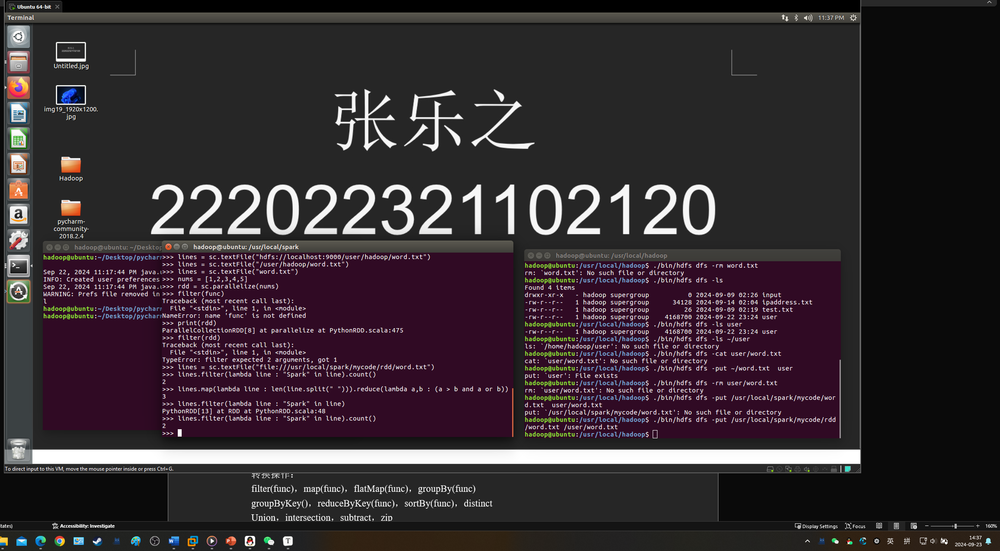 Ubuntu 64-bit
Terminal
11:37 PM
Untitled.jpg
img19_1920x1200.
jpg
Hadoop
pycharm-
community-
2018.2.4
张乐之
222022321102120
hadoop@ubuntu: ~/Desktop
hadoop@ubuntu:~/Desktop/pycharm
Sep 22, 2024 11:17:44 PM java.u
INFO: Created user preferences
Sep 22, 2024 11:17:44 PM java.u
WARNING: Prefs file removed in
l
hadoop@ubuntu:~/Desktop/pycharm
hadoop@ubuntu:~/Desktop/pycharm
hadoop@ubuntu: /usr/local/spark
>>> lines = sc.textFile("hdfs://localhost:9000/user/hadoop/word.txt")
>>> lines = sc.textFile("/user/hadoop/word.txt")
>>> lines = sc.textFile("word.txt")
>>> nums = [1,2,3,4,5]
>>> rdd = sc.parallelize(nums)
>>> filter(func)
Traceback (most recent call last):
  File "<stdin>", line 1, in <module>
NameError: name 'func' is not defined
>>> print(rdd)
ParallelCollectionRDD[8] at parallelize at PythonRDD.scala:475
>>> filter(rdd)
Traceback (most recent call last):
  File "<stdin>", line 1, in <module>
TypeError: filter expected 2 arguments, got 1
>>> lines = sc.textFile("file:///usr/local/spark/mycode/rdd/word.txt")
>>> lines.filter(lambda line : "Spark" in line).count()
2
>>> lines.map(lambda line : len(line.split(" "))).reduce(lambda a,b : (a > b and a or b))
3
>>> lines.filter(lambda line : "Spark" in line)
PythonRDD[13] at RDD at PythonRDD.scala:48
>>> lines.filter(lambda line : "Spark" in line).count()
2
>>>
hadoop@ubuntu: /usr/local/hadoop
hadoop@ubuntu:/usr/local/hadoop$ ./bin/hdfs dfs -rm word.txt
rm: `word.txt': No such file or directory
hadoop@ubuntu:/usr/local/hadoop$ ./bin/hdfs dfs -ls
Found 4 items
drwxr-xr-x   - hadoop supergroup          0 2024-09-09 02:26 input
-rw-r--r--   1 hadoop supergroup      34128 2024-09-14 02:04 ipaddress.txt
-rw-r--r--   1 hadoop supergroup         26 2024-09-09 02:19 test.txt
-rw-r--r--   1 hadoop supergroup    4168700 2024-09-22 23:24 user
hadoop@ubuntu:/usr/local/hadoop$ ./bin/hdfs dfs -ls user
-rw-r--r--   1 hadoop supergroup    4168700 2024-09-22 23:24 user
hadoop@ubuntu:/usr/local/hadoop$ ./bin/hdfs dfs -ls ~/user
ls: `/home/hadoop/user': No such file or directory
hadoop@ubuntu:/usr/local/hadoop$ ./bin/hdfs dfs -cat user/word.txt
cat: `user/word.txt': No such file or directory
hadoop@ubuntu:/usr/local/hadoop$ ./bin/hdfs dfs -put ~/word.txt  user
put: `user': File exists
hadoop@ubuntu:/usr/local/hadoop$ ./bin/hdfs dfs -rm user/word.txt
rm: `user/word.txt': No such file or directory
hadoop@ubuntu:/usr/local/hadoop$ ./bin/hdfs dfs -put /usr/local/spark/mycode/wor
d.txt  user/word.txt
put: `/usr/local/spark/mycode/word.txt': No such file or directory
hadoop@ubuntu:/usr/local/hadoop$ ./bin/hdfs dfs -put /usr/local/spark/mycode/rdd
/word.txt /user/word.txt
hadoop@ubuntu:/usr/local/hadoop$
To direct input to this VM, move the mouse pointer inside or press Ctrl+G.
转换操作：
filter(func)，map(func)，flatMap(func)，groupBy(func)
groupByKey()，reduceByKey(func)，sortBy(func)，distinct
Union，intersection，subtract，zip
tates)
Accessibility: Investigate
Display Settings
Focus
160%
英
拼
14:37
2024-09-23